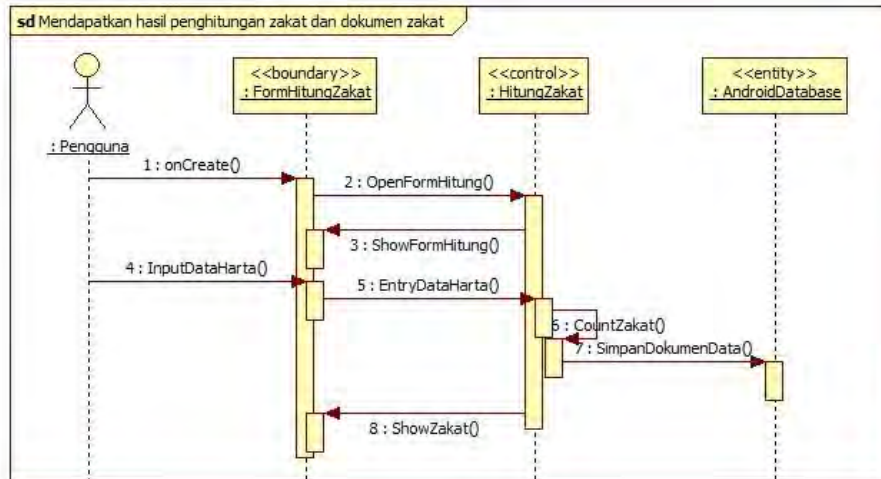 sd Mendapatkan hasil penghitungan zakat dan dokumen zakat
<<boundary>>
: FormHitungZakat
<<control>>
: HitungZakat
<<entity>>
: AndroidDatabase
: Pengguna
1 : onCreate()
2 : OpenFormHitung()
3 : ShowFormHitung()
4 : InputDataHarta()
5 : EntryDataHarta()
6 : CountZakat()
7 : SimpanDokumenData()
8 : ShowZakat()